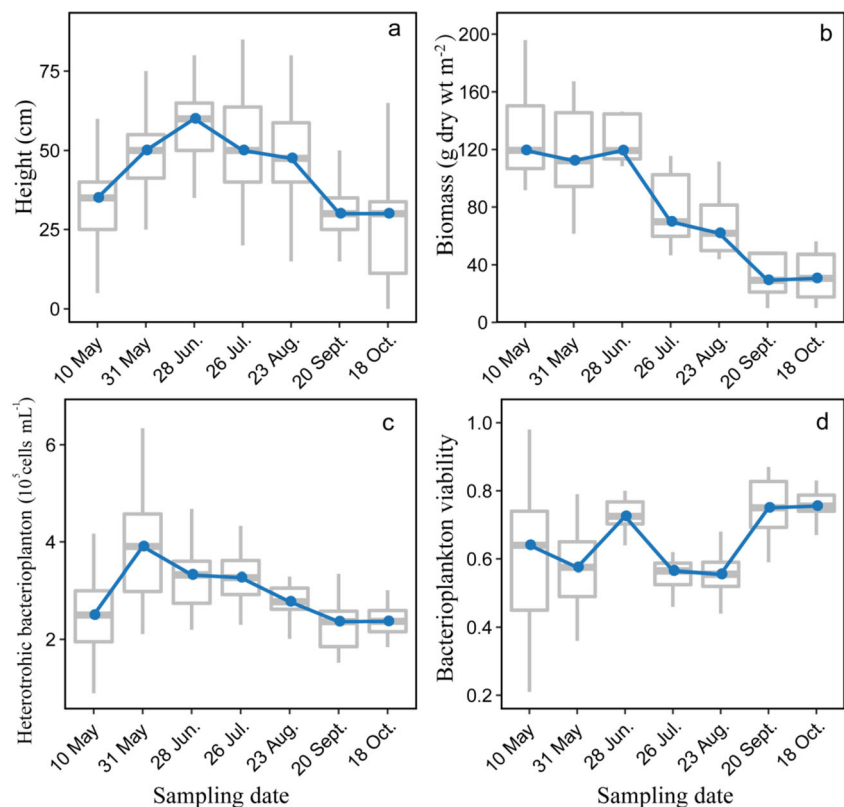 a
Height (cm)
75
50
25
0
10 May
31 May
28 Jun.
26 Jul.
23 Aug.
20 Sept.
18 Oct.
b
Biomass (g dry wt m-2)
200
160
120
80
40
0
10 May
31 May
28 Jun.
26 Jul.
23 Aug.
20 Sept.
18 Oct.
c
Heterotrohic bacterioplanton (10⁵cells mL⁻¹)
6
4
2
10 May
31 May
28 Jun.
26 Jul.
23 Aug.
20 Sept.
18 Oct.
Sampling date
d
Bacterioplankton viability
1.0
0.8
0.6
0.4
0.2
10 May
31 May
28 Jun.
26 Jul.
23 Aug.
20 Sept.
18 Oct.
Sampling date